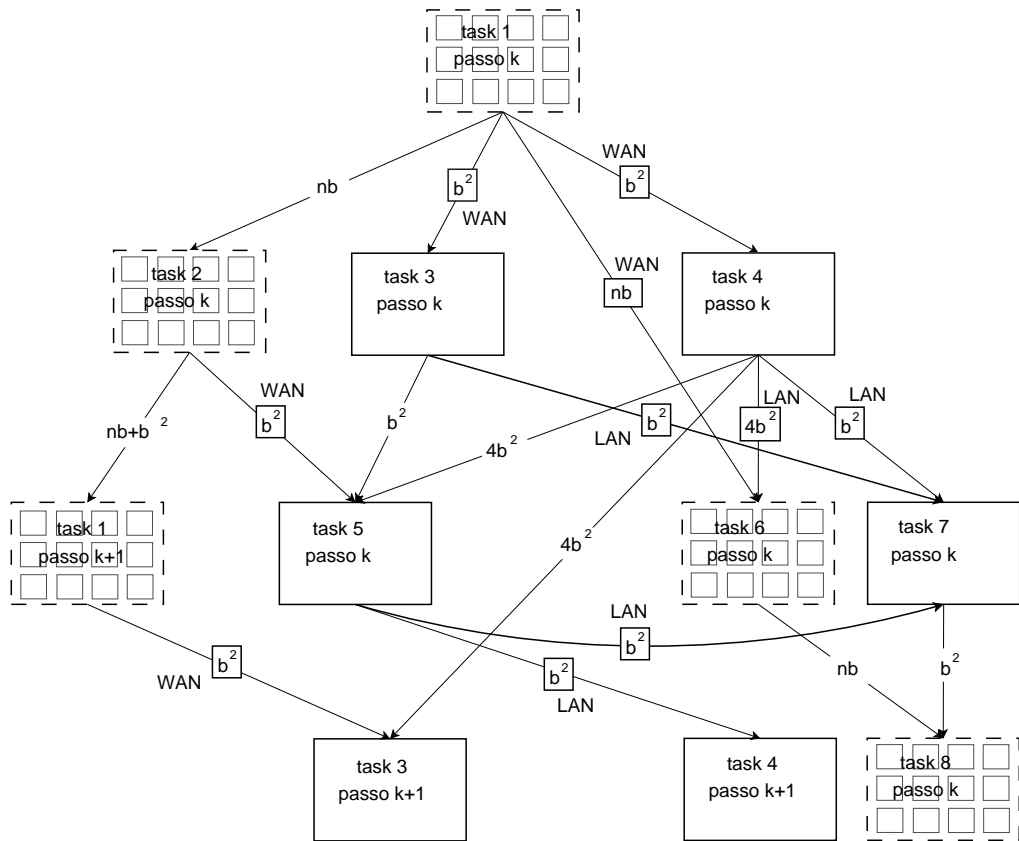 task 1
passo k
WAN
nb
b²
b²
WAN
WAN
nb
task 2
passo k
task 3
passo k
task 4
passo k
WAN
b²
b²
LAN
b²
LAN
4b²
LAN
b²
nb+b²
4b²
task 1
passo k+1
task 5
passo k
4b²
task 6
passo k
task 7
passo k
LAN
b²
WAN
b²
b²
LAN
nb
b²
task 3
passo k+1
task 4
passo k+1
task 8
passo k